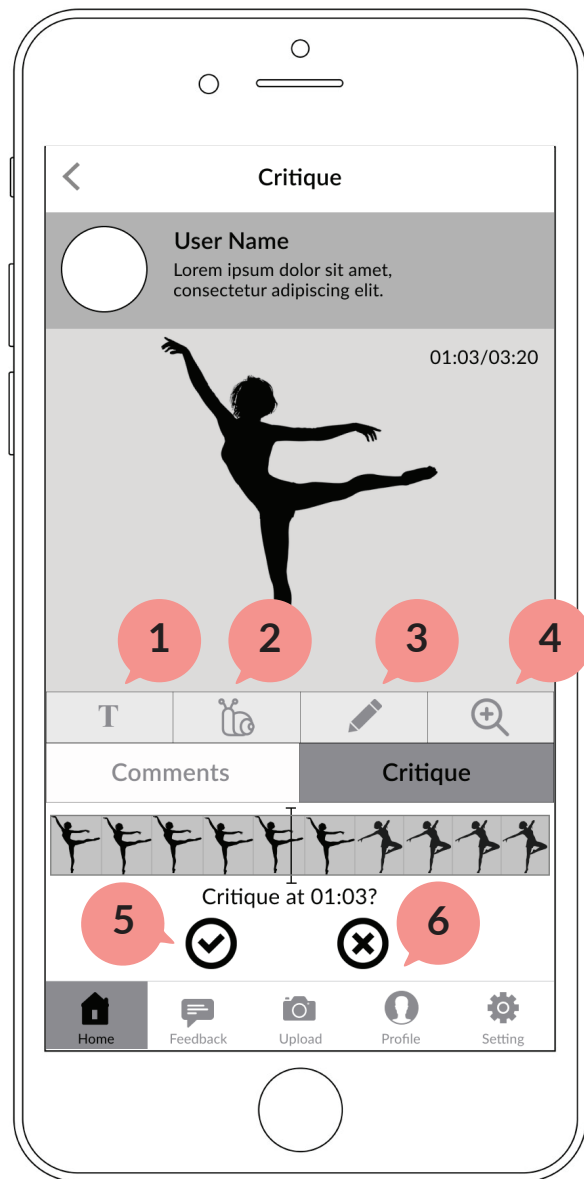 Critique
User Name
Lorem ipsum dolor sit amet,
consectetur adipiscing elit.
01:03/03:20
1 2 3 4
T
Comments Critique
Critique at 01:03?
5 6
Home Feedback Upload Profile Setting